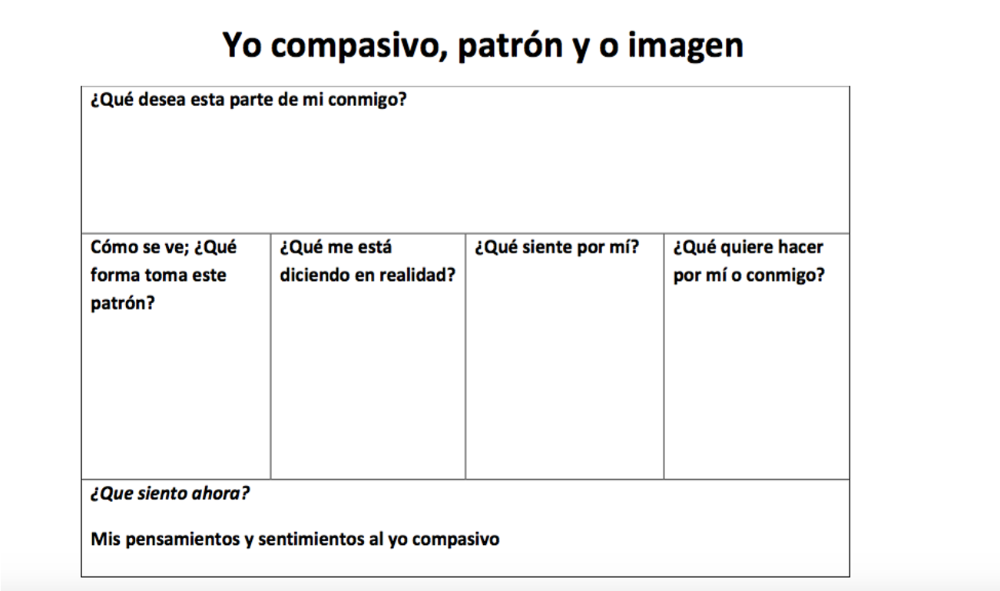 Yo compasivo, patrón y o imagen
¿Qué desea esta parte de mi conmigo?
Cómo se ve; ¿Qué
forma toma este
patrón?
¿Qué me está
diciendo en realidad?
¿Qué siente por mí?
¿Qué quiere hacer
por mí o conmigo?
¿Que siento ahora?
Mis pensamientos y sentimientos al yo compasivo